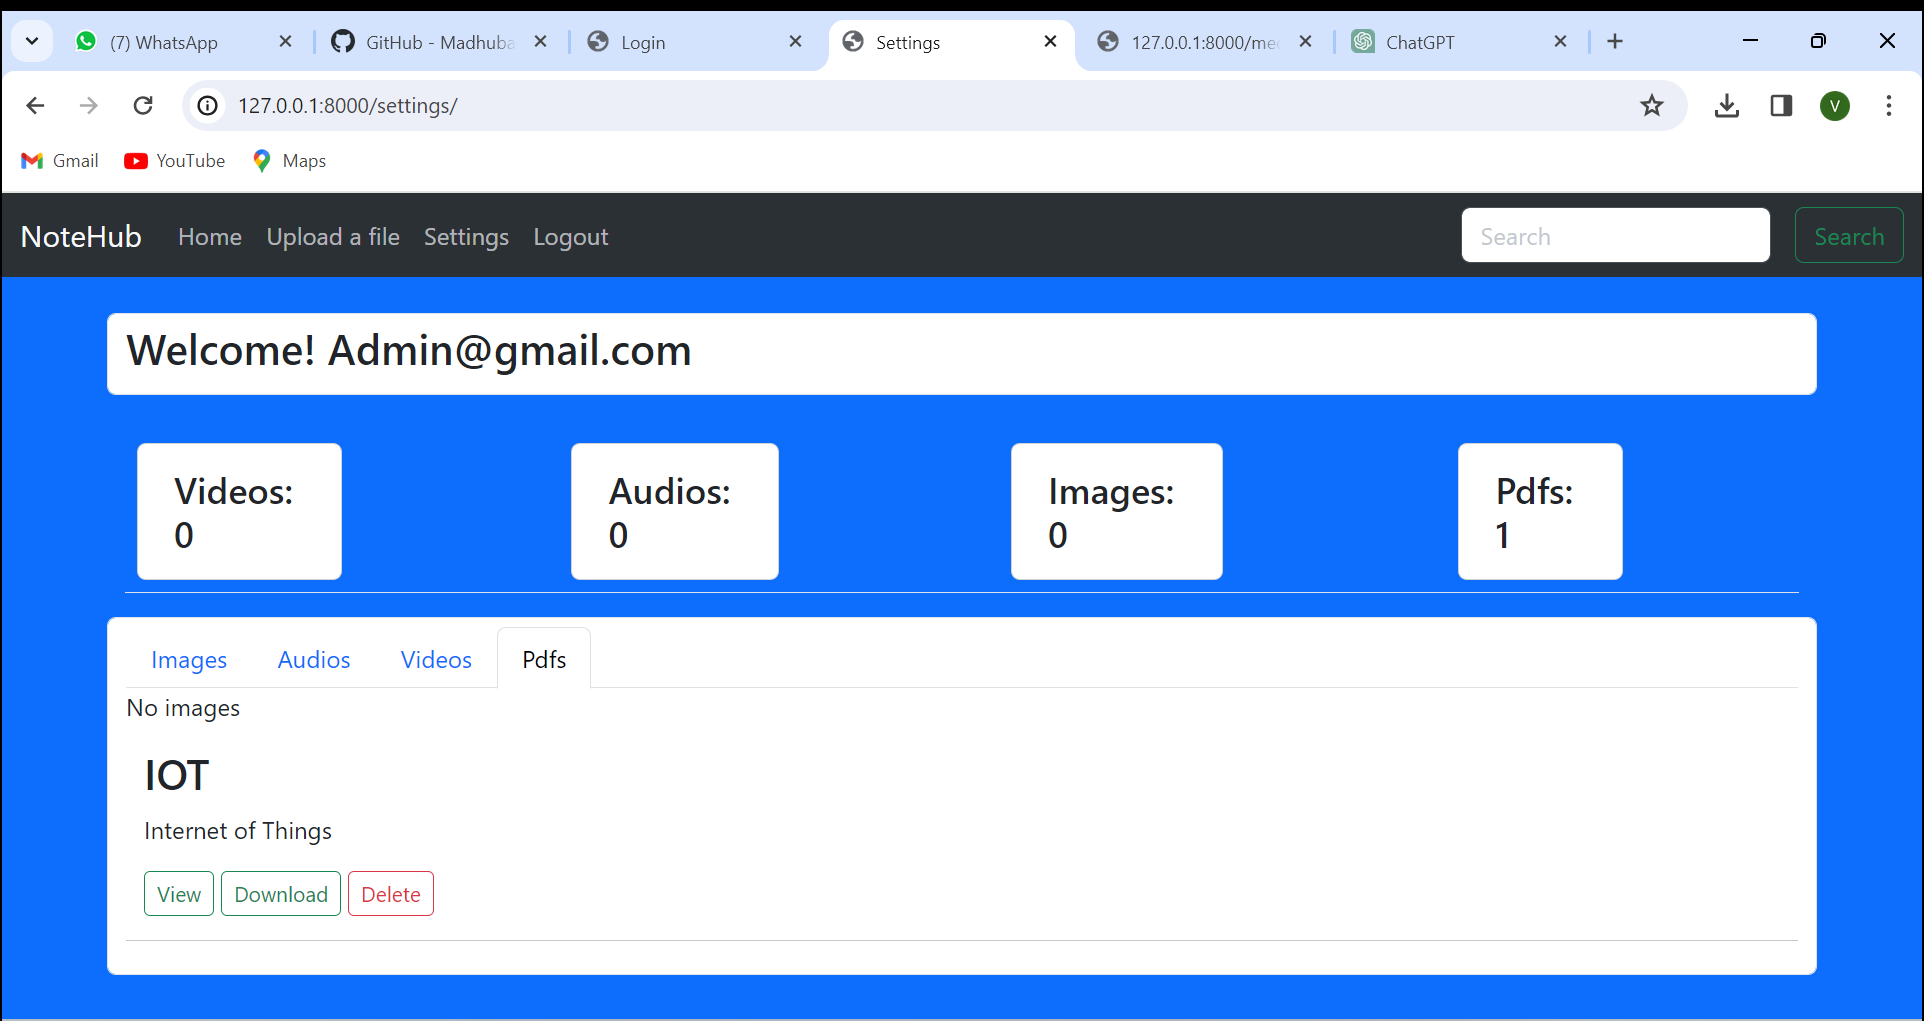 (7) WhatsApp GitHub - Madhuba Login Settings 127.0.0.1:8000/me ChatGPT
127.0.0.1:8000/settings/ V
Gmail YouTube Maps
NoteHub Home Upload a file Settings Logout Search Search
Welcome! Admin@gmail.com
Videos: Audios: Images: Pdfs:
0 0 0 1
Images Audios Videos Pdfs
No images
IOT
Internet of Things
View Download Delete